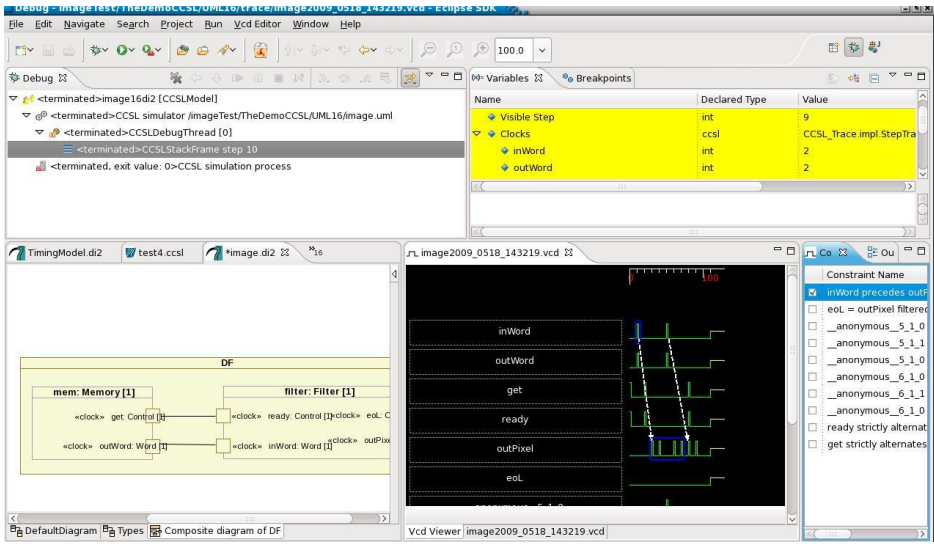 Debug - imageTest/TheDemoCCSL/UML16/trace/image2009_0518_143219.vcd - Eclipse SDK
File Edit Navigate Search Project Run Vcd Editor Window Help
100.0
Debug
Variables Breakpoints
<terminated>image16di2 [CCSLModel]
<terminated>CCSL simulator /imageTest/TheDemoCCSL/UML16/image.uml
<terminated>CCSLDebugThread [0]
<terminated>CCSLStackFrame step 10
<terminated, exit value: 0>CCSL simulation process
Name Declared Type Value
Visible Step int 9
Clocks ccsl CCSL_Trace.impl.StepTra
inWord int 2
outWord int 2
TimingModel.di2 test4.ccsl *image.di2 »16
image2009_0518_143219.vcd
Co Ou
DF
mem: Memory [1]
filter: Filter [1]
«clock» get: Control [1]
«clock» ready: Control [1]
«clock» eoL: C
«clock» outWord: Word [1]
«clock» inWord: Word [1]
«clock» outPixe
DefaultDiagram Types Composite diagram of DF
0 100
inWord
outWord
get
ready
outPixel
eoL
Vcd Viewer image2009_0518_143219.vcd
Constraint Name
inWord precedes outP
eoL = outPixel filtered
__anonymous__5_1_0
__anonymous__5_1_1
__anonymous__5_1_0
__anonymous__6_1_0
__anonymous__6_1_1
__anonymous__6_1_0
ready strictly alternat
get strictly alternates